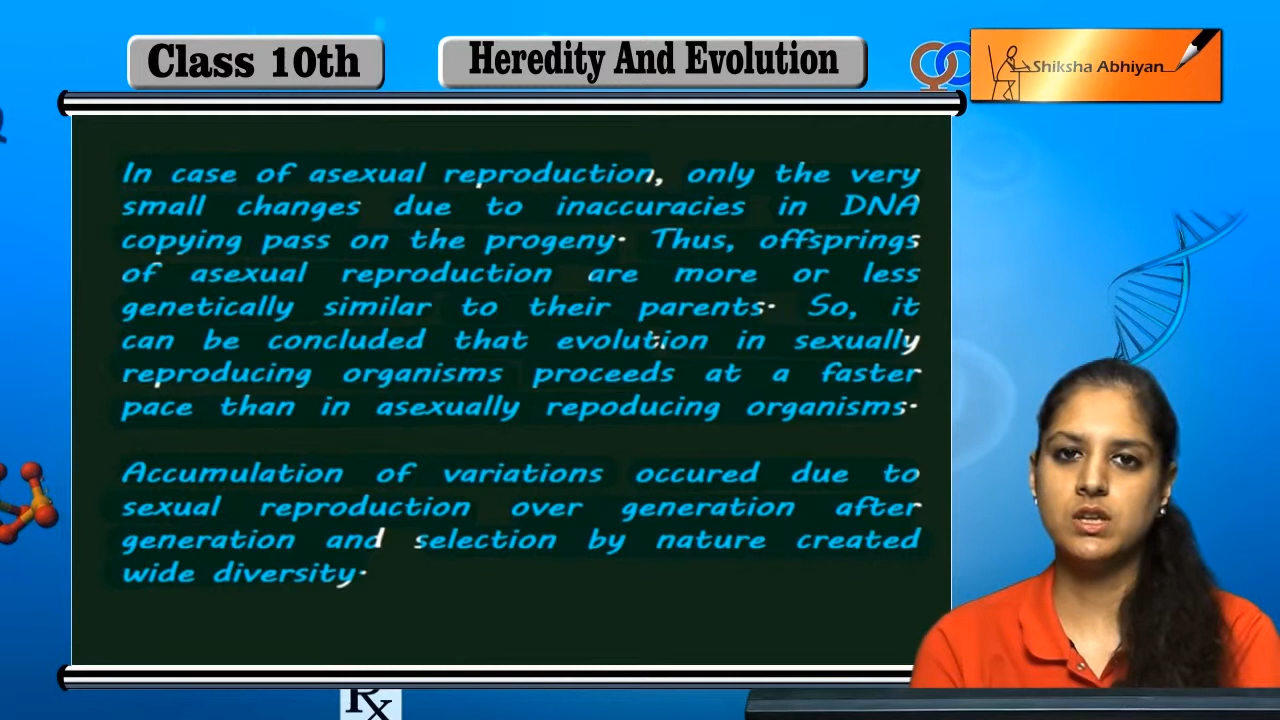 Class 10th
Heredity And Evolution
Shiksha Abhiyan
In case of asexual reproduction, only the very
small changes due to inaccuracies in DNA
copying pass on the progeny. Thus, offsprings
of asexual reproduction are more or less
genetically similar to their parents. So, it
can be concluded that evolution in sexually
reproducing organisms proceeds at a faster
pace than in asexually repoducing organisms.
Accumulation of variations occured due to
sexual reproduction over generation after
generation and selection by nature created
wide diversity.
Rx